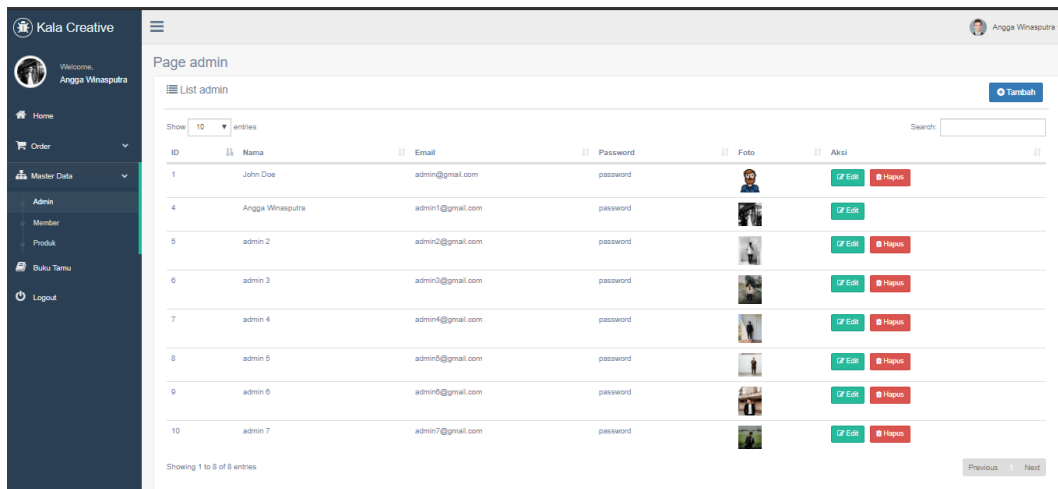 Kala Creative
Angga Winasputra
Welcome,
Angga Winasputra
Home
Order
Master Data
Admin
Member
Produk
Buku Tamu
Logout
Page admin
List admin
Tambah
Show 10 entries
Search:
ID Nama Email Password Foto Aksi
1 John Doe admin@gmail.com password Edit Hapus
4 Angga Winasputra admin1@gmail.com password Edit
5 admin 2 admin2@gmail.com password Edit Hapus
6 admin 3 admin3@gmail.com password Edit Hapus
7 admin 4 admin4@gmail.com password Edit Hapus
8 admin 5 admin5@gmail.com password Edit Hapus
9 admin 6 admin6@gmail.com password Edit Hapus
10 admin 7 admin7@gmail.com password Edit Hapus
Showing 1 to 8 of 8 entries
Previous 1 Next